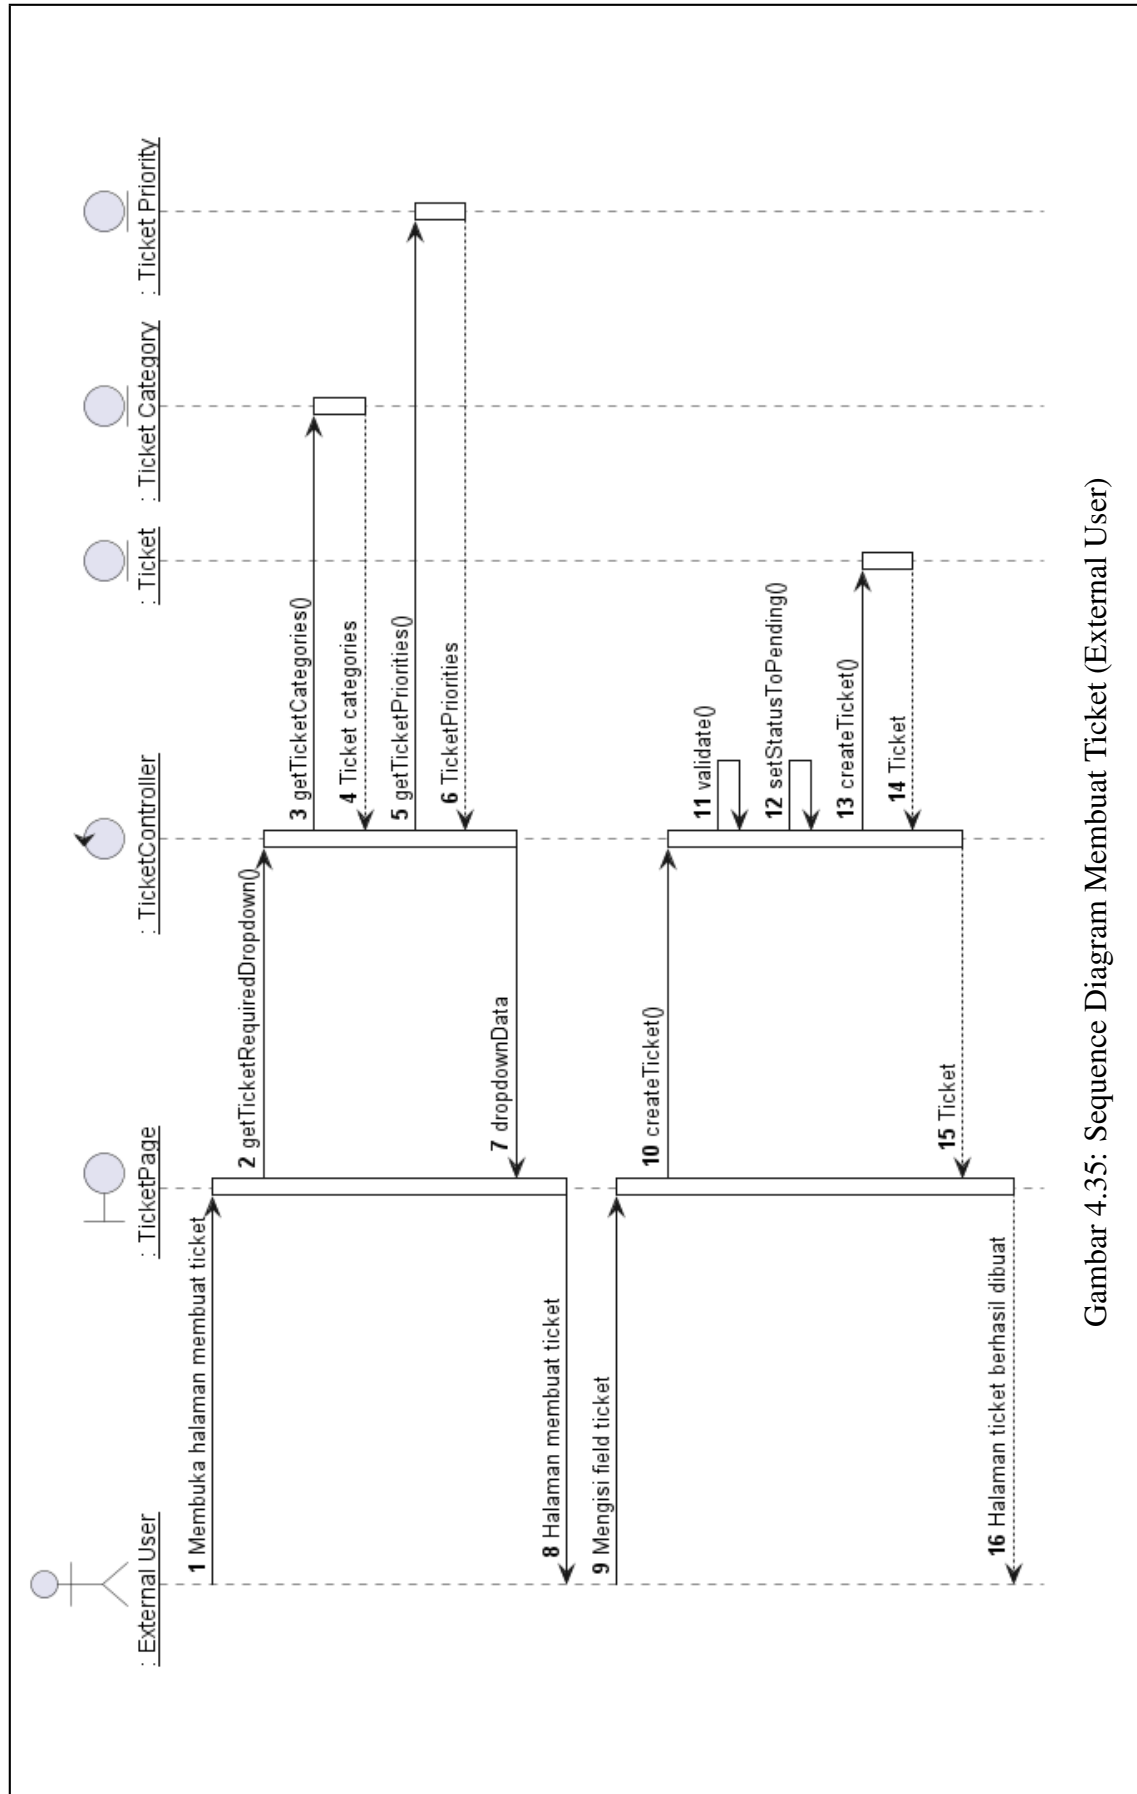 : External User
: TicketPage
: TicketController
: Ticket
: Ticket Category
: Ticket Priority
1 Membuka halaman membuat ticket
2 getTicketRequiredDropdown()
3 getTicketCategories()
4 Ticket categories
5 getTicketPriorities()
6 TicketPriorities
7 dropdownData
8 Halaman membuat ticket
9 Mengisi field ticket
10 createTicket()
11 validate()
12 setStatusToPending()
13 createTicket()
14 Ticket
15 Ticket
16 Halaman ticket berhasil dibuat
Gambar 4.35: Sequence Diagram Membuat Ticket (External User)